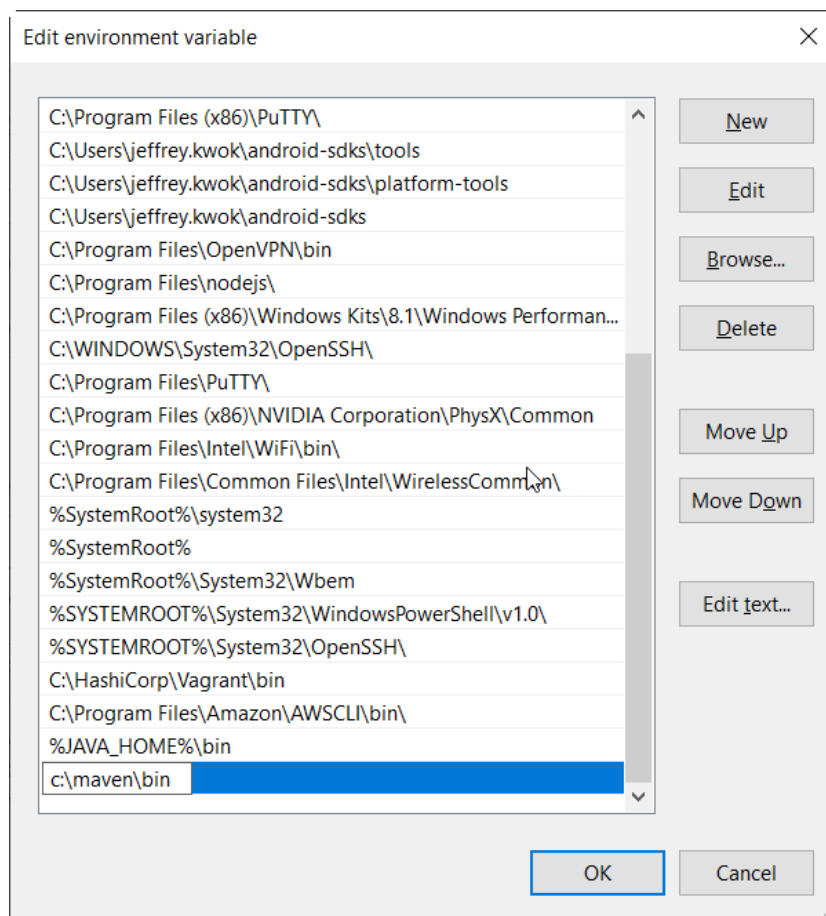 Edit environment variable
C:\Program Files (x86)\PuTTY\
C:\Users\jeffrey.kwok\android-sdks\tools
C:\Users\jeffrey.kwok\android-sdks\platform-tools
C:\Users\jeffrey.kwok\android-sdks
C:\Program Files\OpenVPN\bin
C:\Program Files\nodejs\
C:\Program Files (x86)\Windows Kits\8.1\Windows Performan...
C:\WINDOWS\System32\OpenSSH\
C:\Program Files\PuTTY\
C:\Program Files (x86)\NVIDIA Corporation\PhysX\Common
C:\Program Files\Intel\WiFi\bin\
C:\Program Files\Common Files\Intel\WirelessCommon\
%SystemRoot%\system32
%SystemRoot%
%SystemRoot%\System32\Wbem
%SYSTEMROOT%\System32\WindowsPowerShell\v1.0\
%SYSTEMROOT%\System32\OpenSSH\
C:\HashiCorp\Vagrant\bin
C:\Program Files\Amazon\AWSCLI\bin\
%JAVA_HOME%\bin
c:\maven\bin
New
Edit
Browse...
Delete
Move Up
Move Down
Edit text...
OK
Cancel